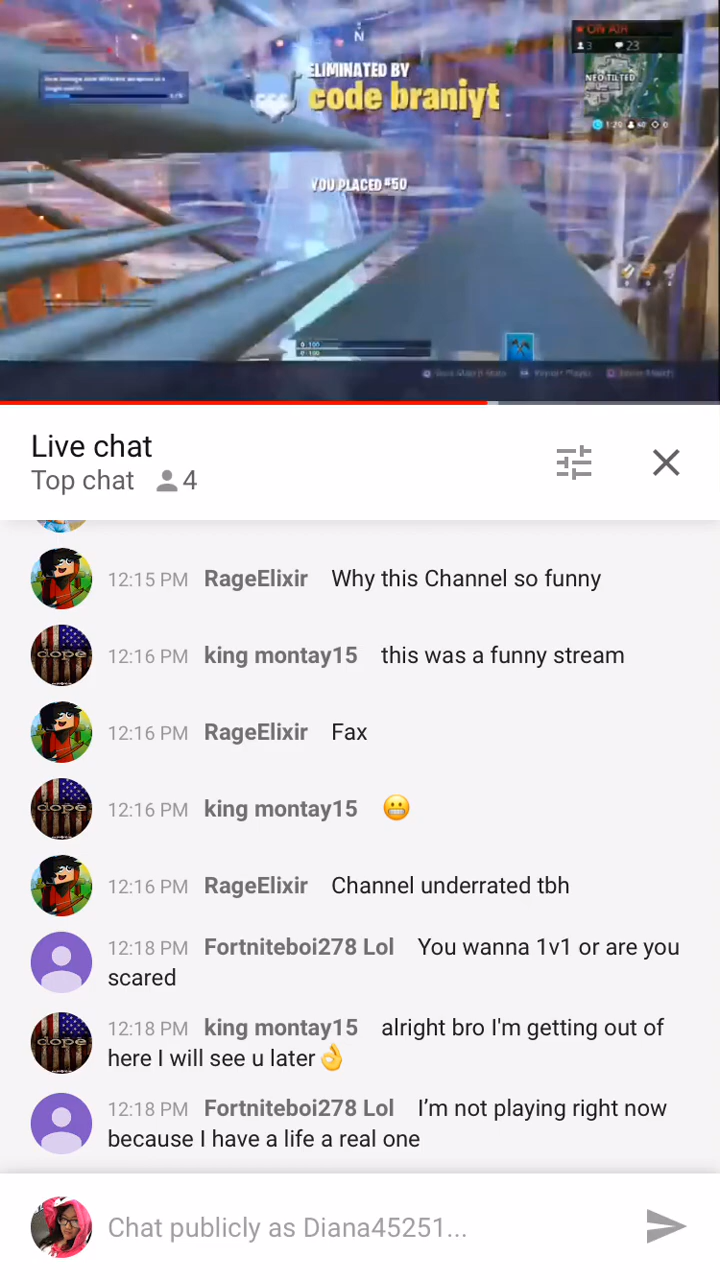 N
ON AIR
3 23
ELIMINATED BY
code braniyt
NEO TILTED
YOU PLACED #50
Live chat
Top chat 4
12:15 PM RageElixir Why this Channel so funny
dope
12:16 PM king montay15 this was a funny stream
12:16 PM RageElixir Fax
dope
12:16 PM king montay15 😬
12:16 PM RageElixir Channel underrated tbh
12:18 PM Fortniteboi278 Lol You wanna 1v1 or are you
scared
dope
12:18 PM king montay15 alright bro I'm getting out of
here I will see u later👌
12:18 PM Fortniteboi278 Lol I’m not playing right now
because I have a life a real one
Chat publicly as Diana45251...